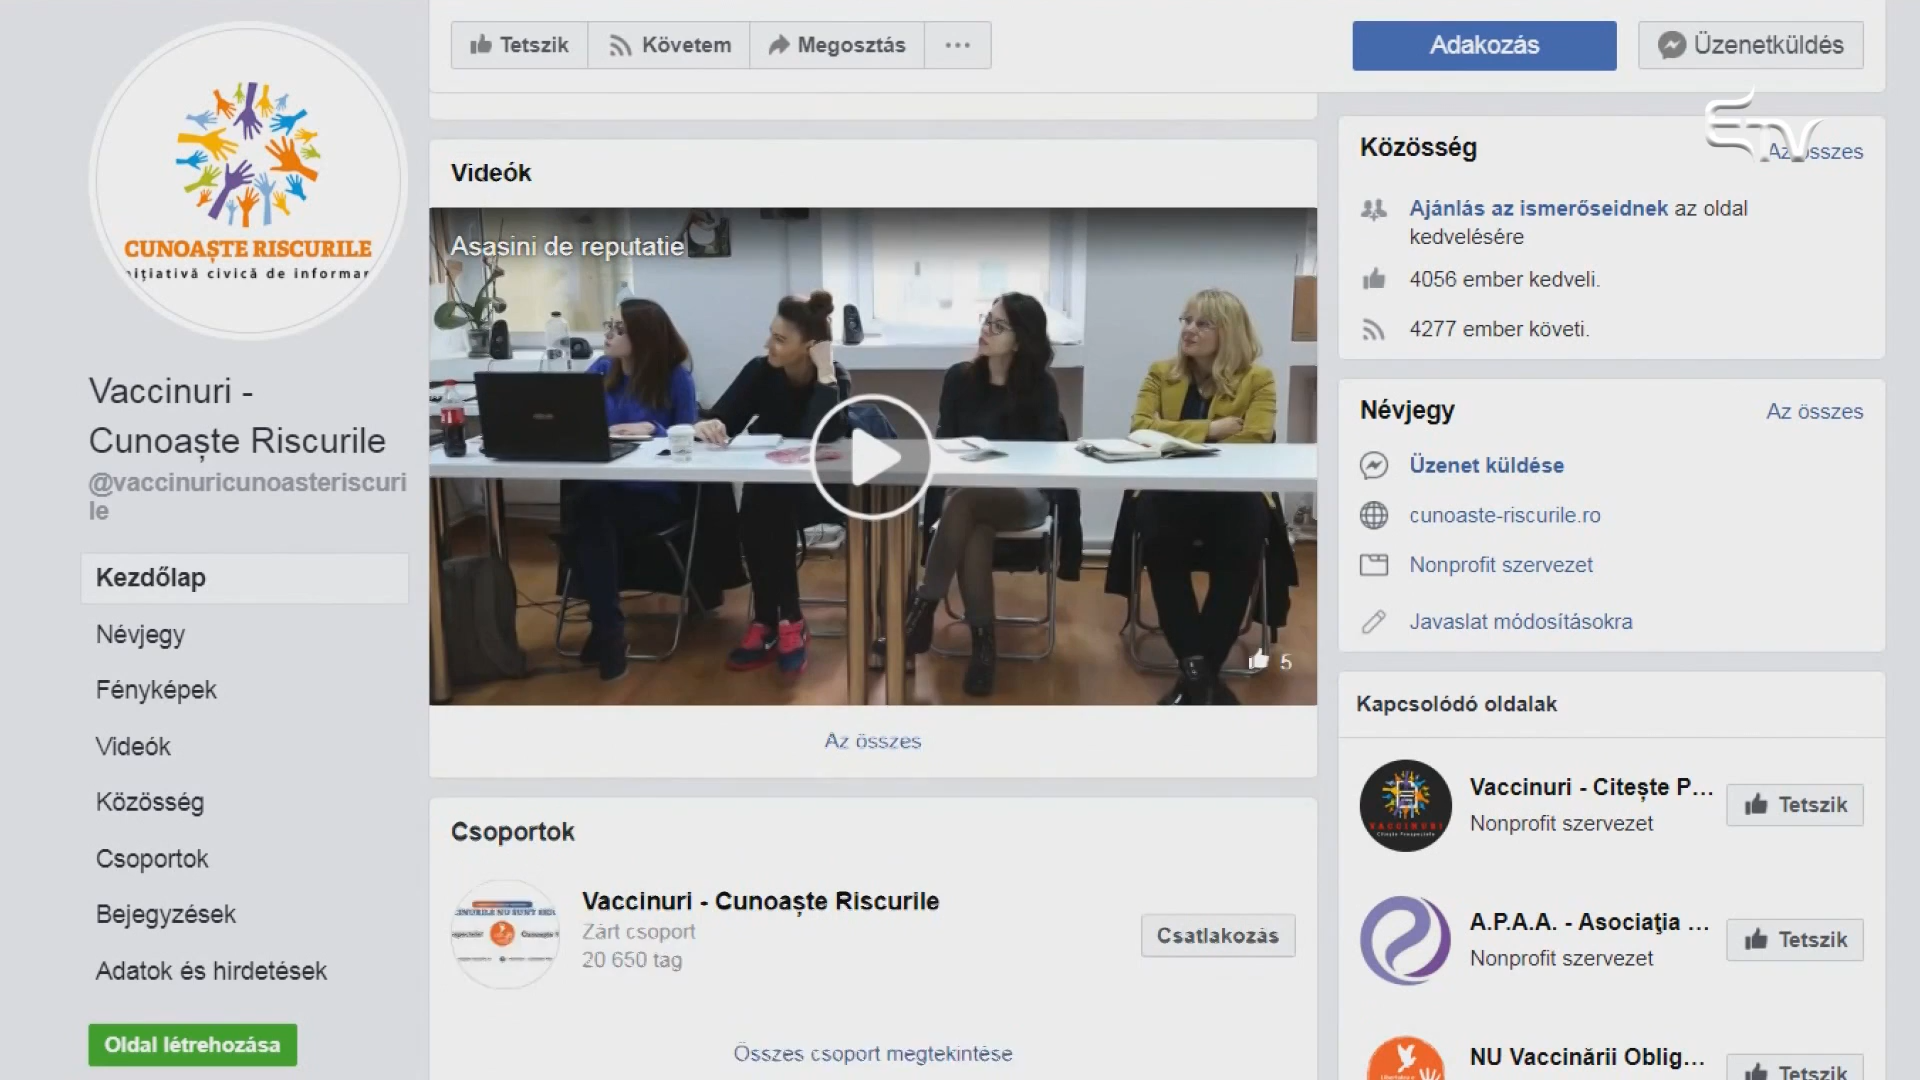 Tetszik
Követem
Megosztás
Adakozás
Üzenetküldés
ETV
CUNOAȘTE RISCURILE
Vaccinuri -
Cunoaște Riscurile
@vaccinuricunoasteriscuri
le
Kezdőlap
Névjegy
Fényképek
Videók
Közösség
Csoportok
Bejegyzések
Adatok és hirdetések
Oldal létrehozása
Videók
Asasini de reputatie
5
Az összes
Csoportok
Vaccinuri - Cunoaște Riscurile
Zárt csoport
20 650 tag
Csatlakozás
Összes csoport megtekintése
Közösség
Az összes
Ajánlás az ismerőseidnek az oldal
kedvelésére
4056 ember kedveli.
4277 ember követi.
Névjegy
Az összes
Üzenet küldése
cunoaste-riscurile.ro
Nonprofit szervezet
Javaslat módosításokra
Kapcsolódó oldalak
Vaccinuri - Citește P...
Nonprofit szervezet
Tetszik
A.P.A.A. - Asociaţia ...
Nonprofit szervezet
Tetszik
NU Vaccinării Oblig...
Tetszik